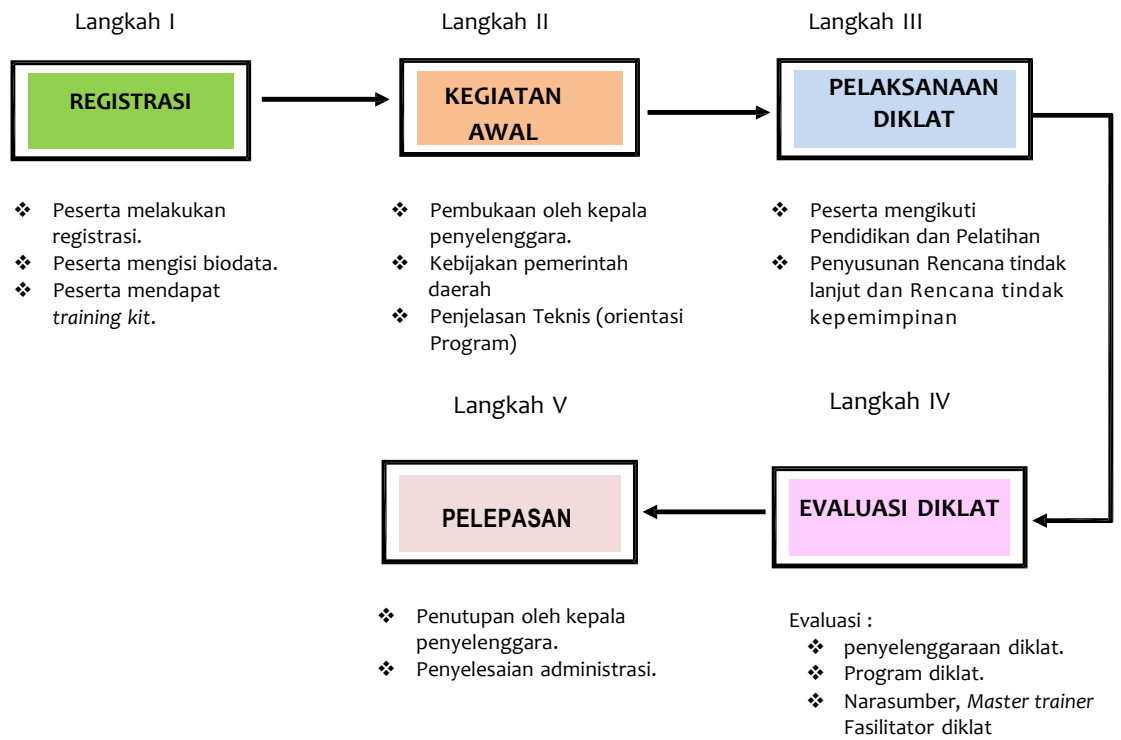 Langkah I
REGISTRASI
❖ Peserta melakukan
registrasi.
❖ Peserta mengisi biodata.
❖ Peserta mendapat
training kit.
Langkah II
KEGIATAN
AWAL
❖ Pembukaan oleh kepala
penyelenggara.
❖ Kebijakan pemerintah
daerah
❖ Penjelasan Teknis (orientasi
Program)
Langkah III
PELAKSANAAN
DIKLAT
❖ Peserta mengikuti
Pendidikan dan Pelatihan
❖ Penyusunan Rencana tindak
lanjut dan Rencana tindak
kepemimpinan
Langkah IV
EVALUASI DIKLAT
Evaluasi :
❖ penyelenggaraan diklat.
❖ Program diklat.
❖ Narasumber, Master trainer
Fasilitator diklat
Langkah V
PELEPASAN
❖ Penutupan oleh kepala
penyelenggara.
❖ Penyelesaian administrasi.